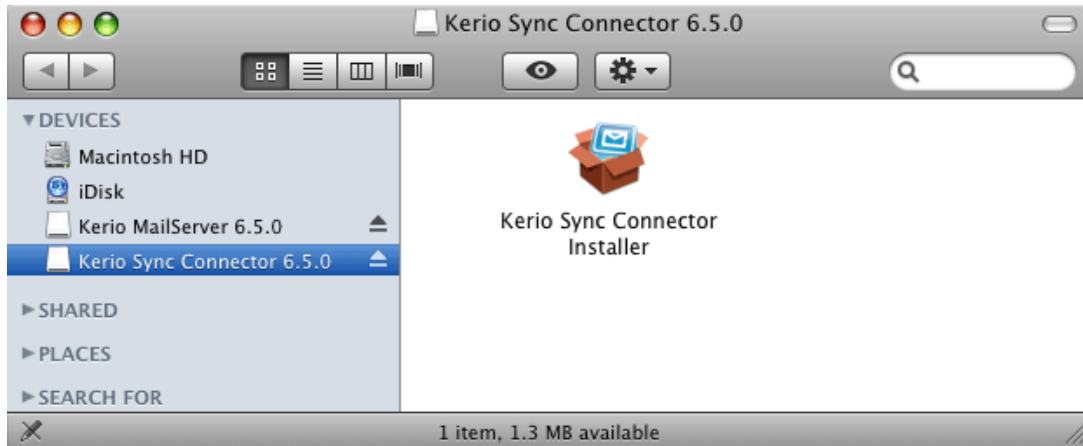 Kerio Sync Connector 6.5.0
DEVICES
Macintosh HD
iDisk
Kerio MailServer 6.5.0
Kerio Sync Connector 6.5.0
SHARED
PLACES
SEARCH FOR
Kerio Sync Connector
Installer
1 item, 1.3 MB available